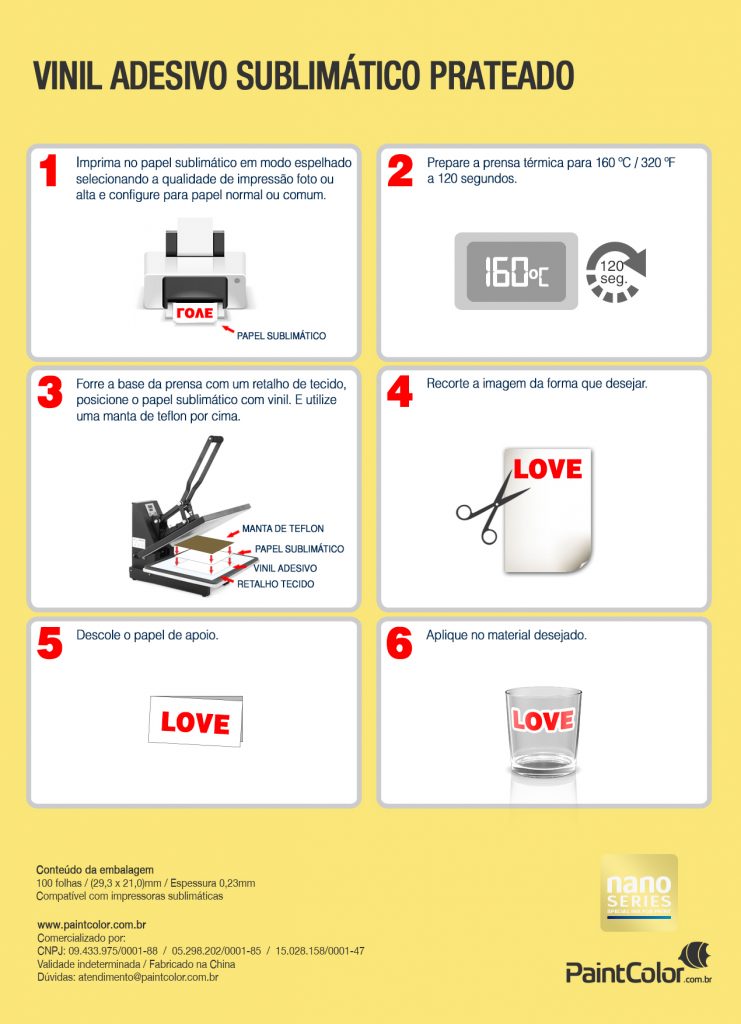 VINIL ADESIVO SUBLIMÁTICO PRATEADO
1
Imprima no papel sublimático em modo espelhado
selecionando a qualidade de impressão foto ou
alta e configure para papel normal ou comum.
LOVE
PAPEL SUBLIMÁTICO
2
Prepare a prensa térmica para 160 ºC / 320 ºF
a 120 segundos.
160ºC
120
seg.
3
Forre a base da prensa com um retalho de tecido,
posicione o papel sublimático com vinil. E utilize
uma manta de teflon por cima.
MANTA DE TEFLON
PAPEL SUBLIMÁTICO
VINIL ADESIVO
RETALHO TECIDO
4
Recorte a imagem da forma que desejar.
LOVE
5
Descole o papel de apoio.
LOVE
6
Aplique no material desejado.
LOVE
Conteúdo da embalagem
100 folhas / (29,3 x 21,0)mm / Espessura 0,23mm
Compatível com impressoras sublimáticas
www.paintcolor.com.br
Comercializado por:
CNPJ: 09.433.975/0001-88 / 05.298.202/0001-85 / 15.028.158/0001-47
Validade indeterminada / Fabricado na China
Dúvidas: atendimento@paintcolor.com.br
nano
SERIES
PaintColor.com.br